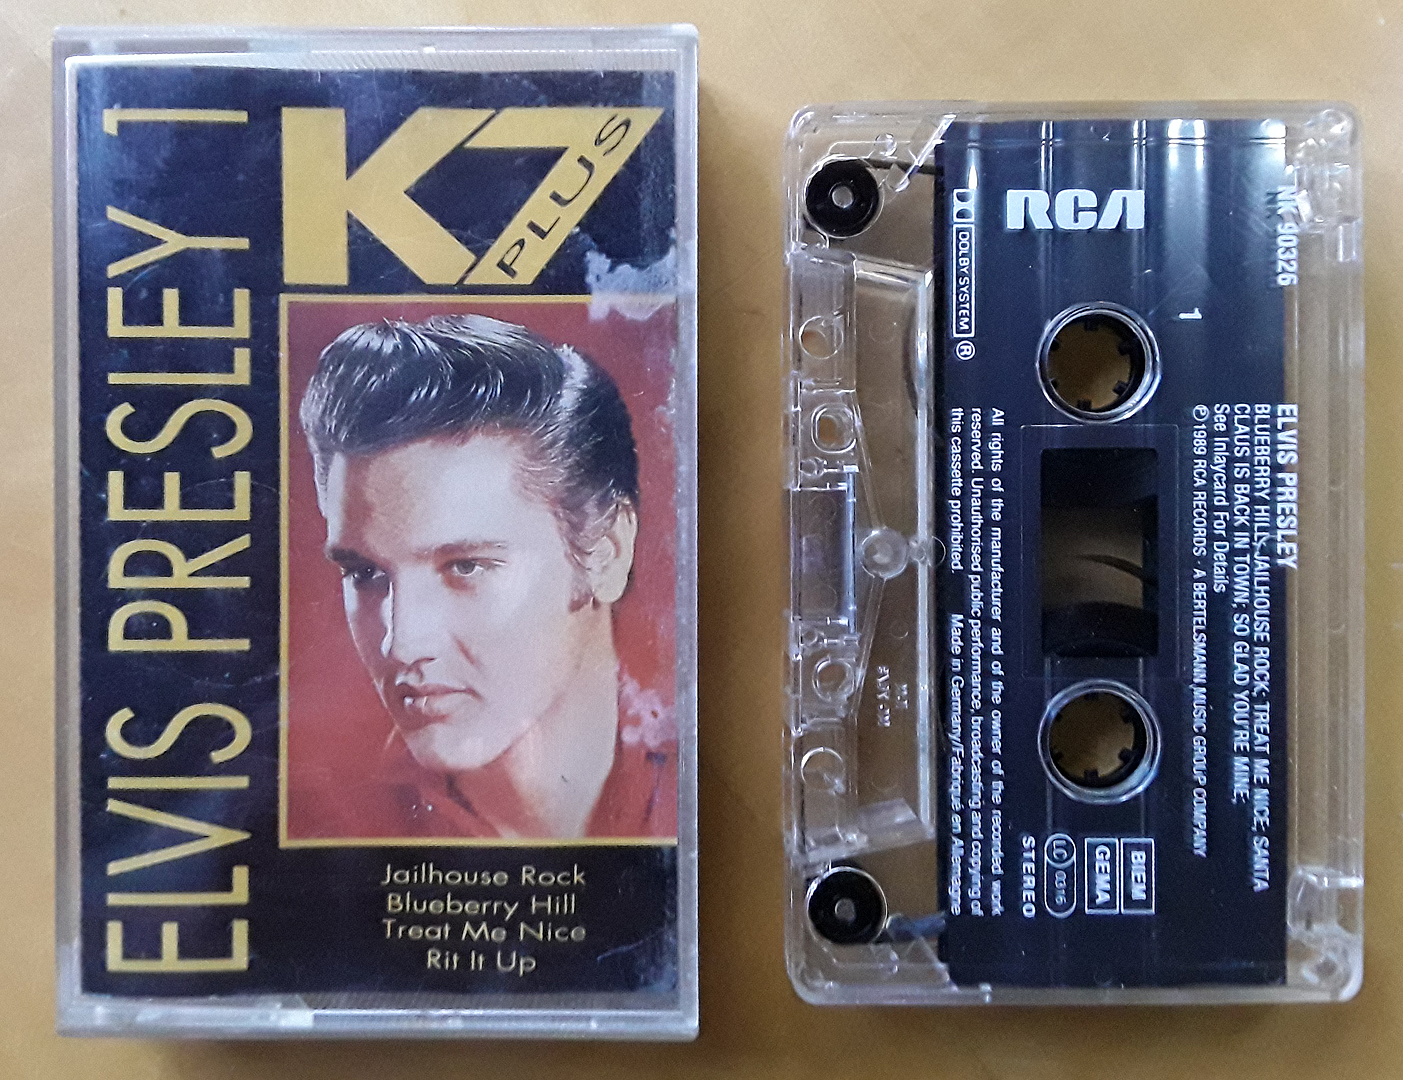 ELVIS PRESLEY 1
K7
PLUS
Jailhouse Rock
Blueberry Hill
Treat Me Nice
Rit It Up
RCA
NK 90326
1
DOLBY SYSTEM ®
ELVIS PRESLEY
BLUEBERRY HILL; JAILHOUSE ROCK; TREAT ME NICE; SANTA
CLAUS IS BACK IN TOWN; SO GLAD YOU'RE MINE;
See Inlaycard For Details
℗ 1989 RCA RECORDS · A BERTELSMANN MUSIC GROUP COMPANY
BIEM
GEMA
LC 0316
STEREO
All rights of the manufacturer and of the owner of the recorded work
reserved. Unauthorised public performance, broadcasting and copying of
this cassette prohibited. Made in Germany/Fabriqué en Allemagne